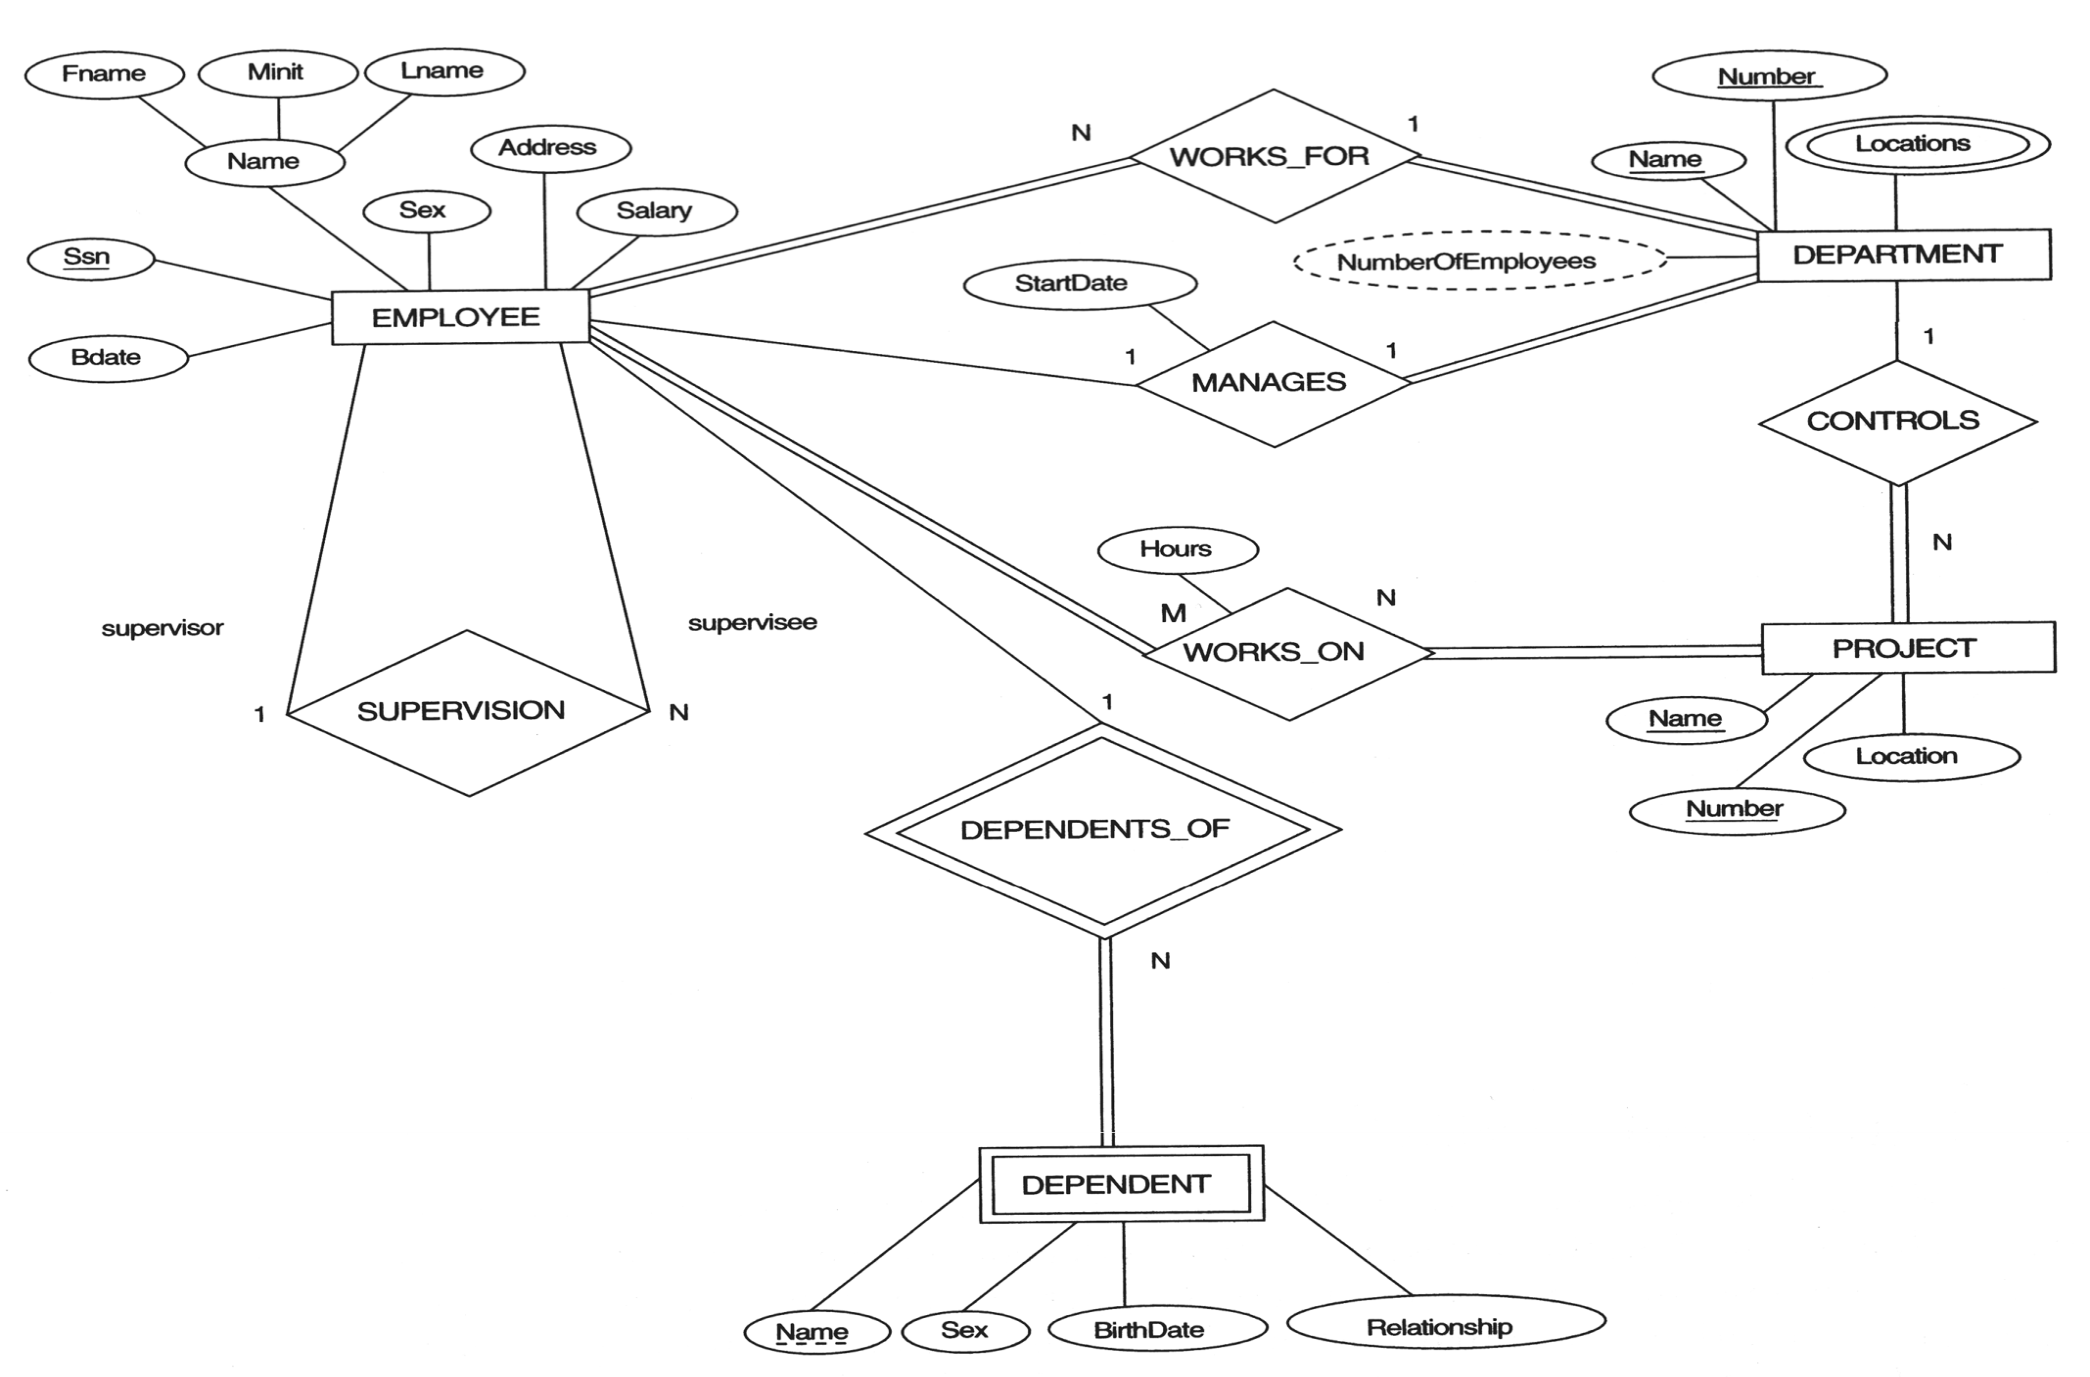 Fname
Minit
Lname
Number
N
1
WORKS_FOR
Locations
Name
Address
Name
Sex
Salary
Ssn
NumberOfEmployees
DEPARTMENT
StartDate
EMPLOYEE
Bdate
1
1
1
MANAGES
CONTROLS
Hours
N
M
N
supervisor
supervisee
WORKS_ON
PROJECT
1
SUPERVISION
N
1
Name
Location
Number
DEPENDENTS_OF
N
DEPENDENT
Name
Sex
BirthDate
Relationship